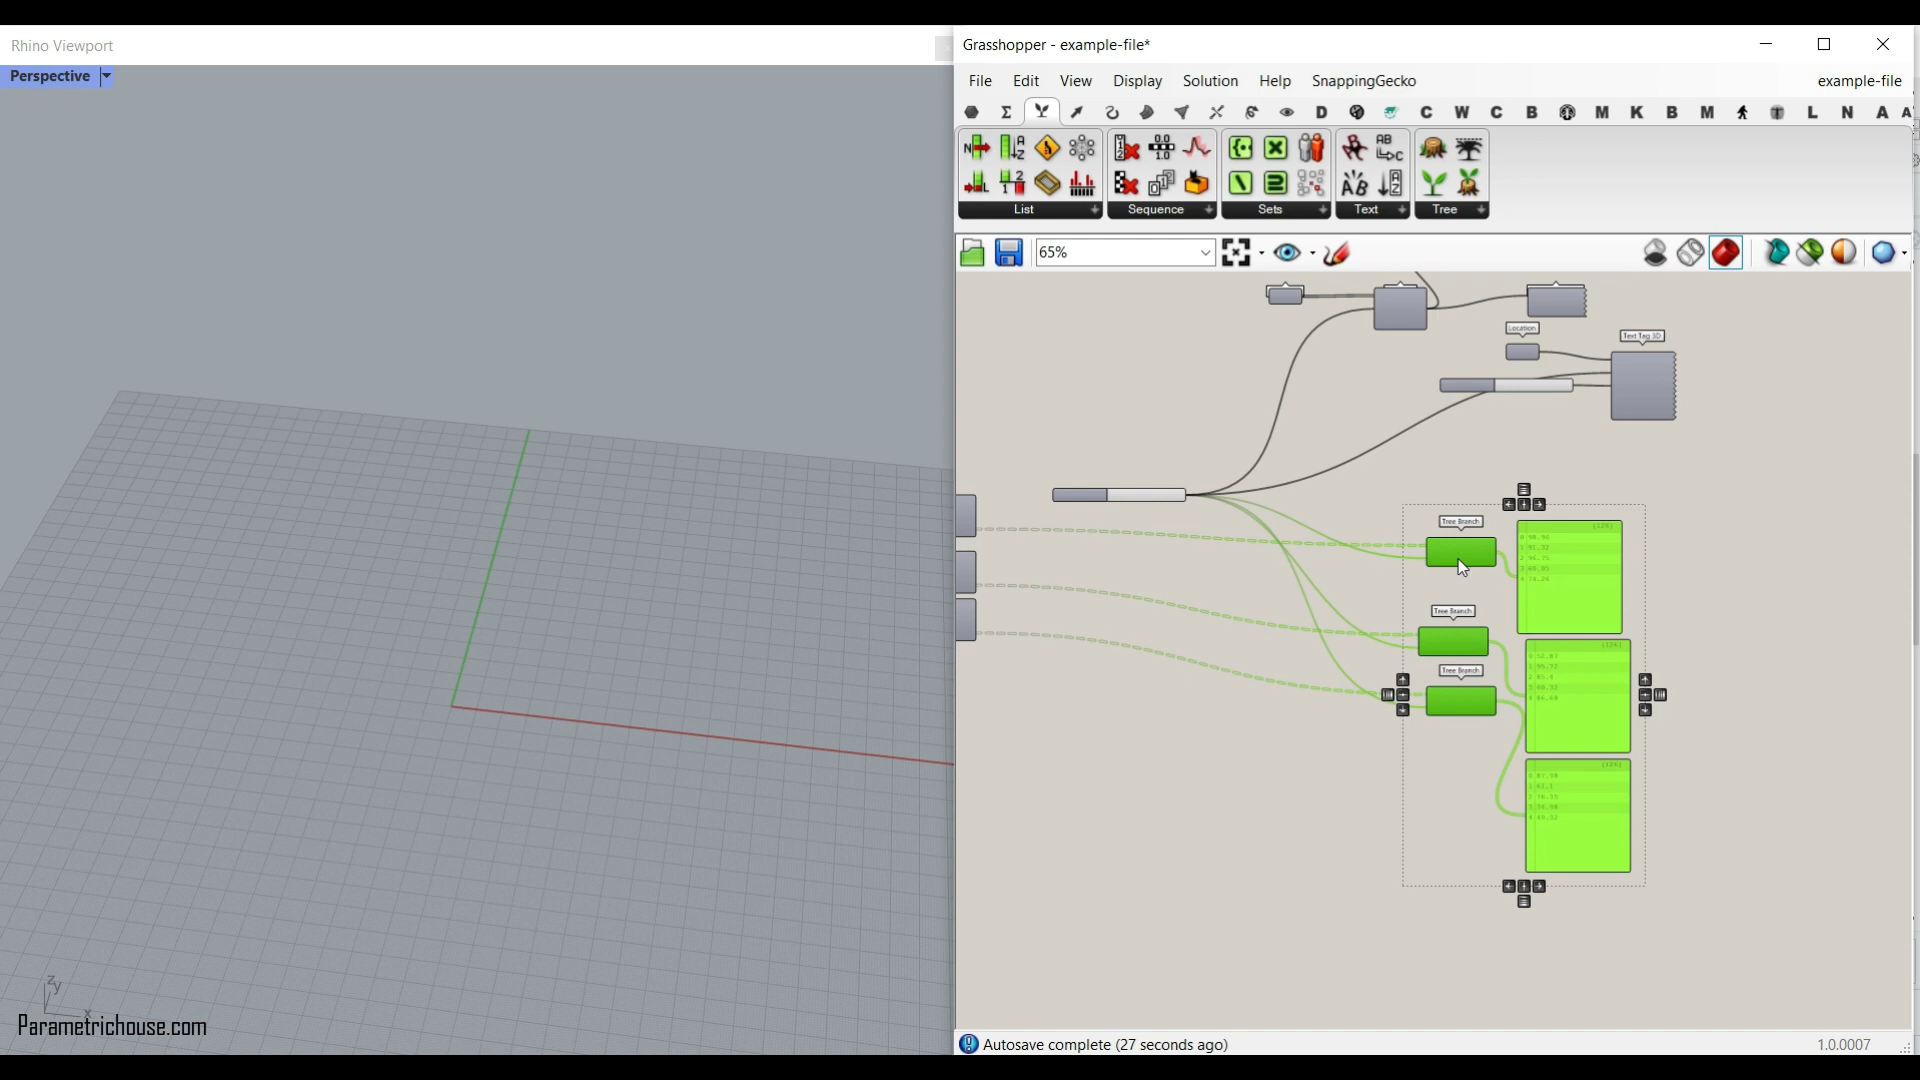 Rhino Viewport
Perspective
Grasshopper - example-file*
File Edit View Display Solution Help SnappingGecko example-file
D C W C B M K B M L N A A
List Sequence Sets Text Tree
65%
Location
Text Tag 3D
Tree Branch
Tree Branch
Tree Branch
Zy
x
Parametrichouse.com
Autosave complete (27 seconds ago)
1.0.0007